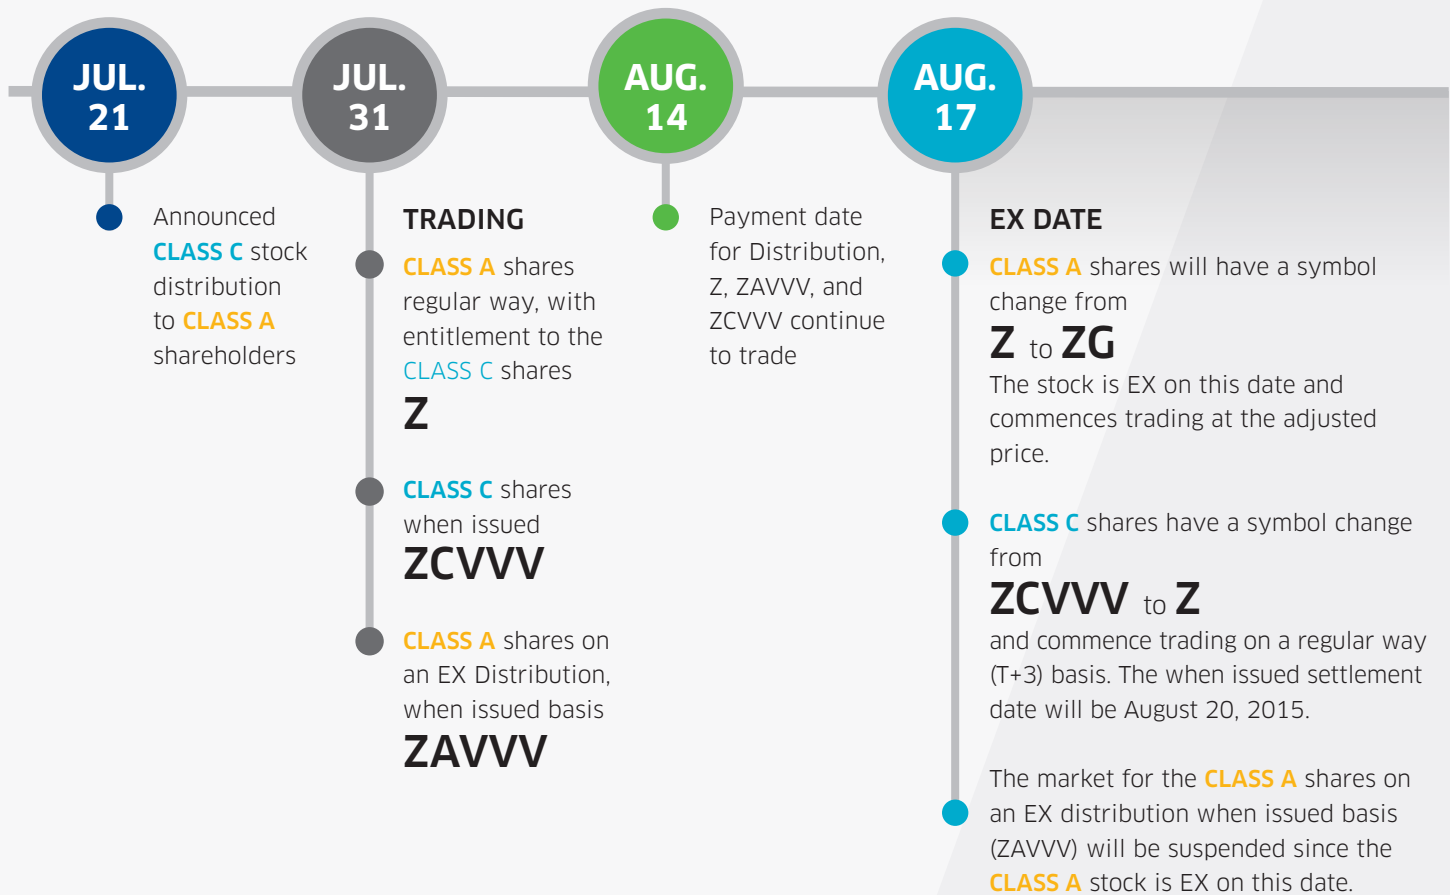 JUL.
21
JUL.
31
AUG.
14
AUG.
17
Announced
CLASS C stock
distribution
to CLASS A
shareholders
TRADING
CLASS A shares
regular way, with
entitlement to the
CLASS C shares
Z
CLASS C shares
when issued
ZCVVV
CLASS A shares on
an EX Distribution,
when issued basis
ZAVVV
Payment date
for Distribution,
Z, ZAVVV, and
ZCVVV continue
to trade
EX DATE
CLASS A shares will have a symbol
change from
Z to ZG
The stock is EX on this date and
commences trading at the adjusted
price.
CLASS C shares have a symbol change
from
ZCVVV to Z
and commence trading on a regular way
(T+3) basis. The when issued settlement
date will be August 20, 2015.
The market for the CLASS A shares on
an EX distribution when issued basis
(ZAVVV) will be suspended since the
CLASS A stock is EX on this date.